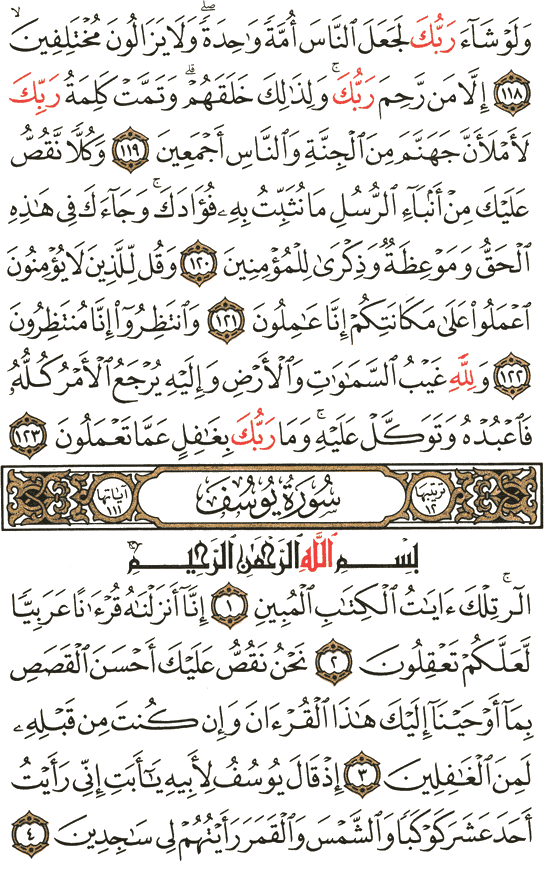 وَلَوْ شَآءَ رَبُّكَ لَجَعَلَ ٱلنَّاسَ أُمَّةً وَٰحِدَةً ۖ وَلَا يَزَالُونَ مُخْتَلِفِينَ
١١٨ إِلَّا مَن رَّحِمَ رَبُّكَ ۚ وَلِذَٰلِكَ خَلَقَهُمْ ۗ وَتَمَّتْ كَلِمَةُ رَبِّكَ
لَأَمْلَأَنَّ جَهَنَّمَ مِنَ ٱلْجِنَّةِ وَٱلنَّاسِ أَجْمَعِينَ ١١٩ وَكُلًّا نَّقُصُّ
عَلَيْكَ مِنْ أَنۢبَآءِ ٱلرُّسُلِ مَا نُثَبِّتُ بِهِۦ فُؤَادَكَ ۚ وَجَآءَكَ فِى هَٰذِهِ
ٱلْحَقُّ وَمَوْعِظَةٌ وَذِكْرَىٰ لِلْمُؤْمِنِينَ ١٢٠ وَقُل لِّلَّذِينَ لَا يُؤْمِنُونَ
ٱعْمَلُوا۟ عَلَىٰ مَكَانَتِكُمْ إِنَّا عَٰمِلُونَ ١٢١ وَٱنتَظِرُوٓا۟ إِنَّا مُنتَظِرُونَ
١٢٢ وَلِلَّهِ غَيْبُ ٱلسَّمَٰوَٰتِ وَٱلْأَرْضِ وَإِلَيْهِ يُرْجَعُ ٱلْأَمْرُ كُلُّهُۥ
فَٱعْبُدْهُ وَتَوَكَّلْ عَلَيْهِ ۚ وَمَا رَبُّكَ بِغَٰفِلٍ عَمَّا تَعْمَلُونَ ١٢٣
ترتيبها ١٢ سُورَةُ يُوسُفَ آياتها ١١١
بِسْمِ ٱللَّهِ ٱلرَّحْمَٰنِ ٱلرَّحِيمِ
الٓر ۚ تِلْكَ ءَايَٰتُ ٱلْكِتَٰبِ ٱلْمُبِينِ ١ إِنَّآ أَنزَلْنَٰهُ قُرْءَٰنًا عَرَبِيًّا
لَّعَلَّكُمْ تَعْقِلُونَ ٢ نَحْنُ نَقُصُّ عَلَيْكَ أَحْسَنَ ٱلْقَصَصِ
بِمَآ أَوْحَيْنَآ إِلَيْكَ هَٰذَا ٱلْقُرْءَانَ وَإِن كُنتَ مِن قَبْلِهِۦ
لَمِنَ ٱلْغَٰفِلِينَ ٣ إِذْ قَالَ يُوسُفُ لِأَبِيهِ يَٰٓأَبَتِ إِنِّى رَأَيْتُ
أَحَدَ عَشَرَ كَوْكَبًا وَٱلشَّمْسَ وَٱلْقَمَرَ رَأَيْتُهُمْ لِى سَٰجِدِينَ ٤